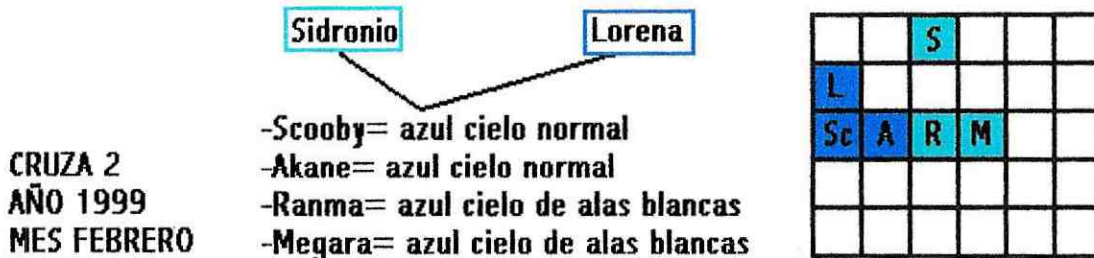 Sidronio
Lorena
CRUZA 2
AÑO 1999
MES FEBRERO
-Scooby= azul cielo normal
-Akane= azul cielo normal
-Ranma= azul cielo de alas blancas
-Megara= azul cielo de alas blancas
S
L
Sc A R M